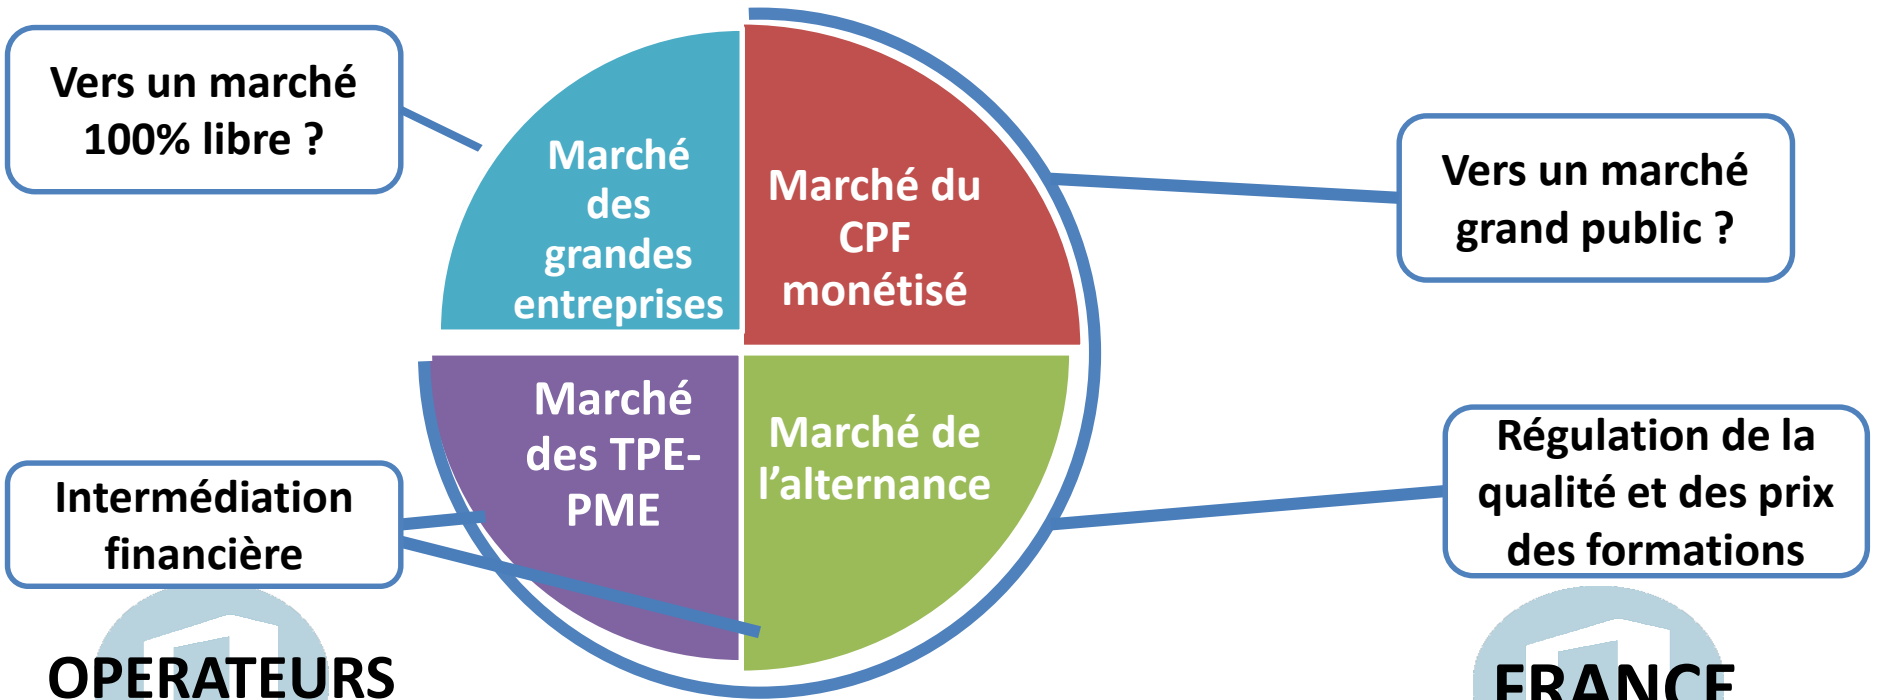 Vers un marché
100% libre ?
Marché
des
grandes
entreprises
Marché du
CPF
monétisé
Vers un marché
grand public ?
Marché
des TPE-
PME
Marché de
l’alternance
Intermédiation
financière
Régulation de la
qualité et des prix
des formations
OPERATEURS
FRANCE